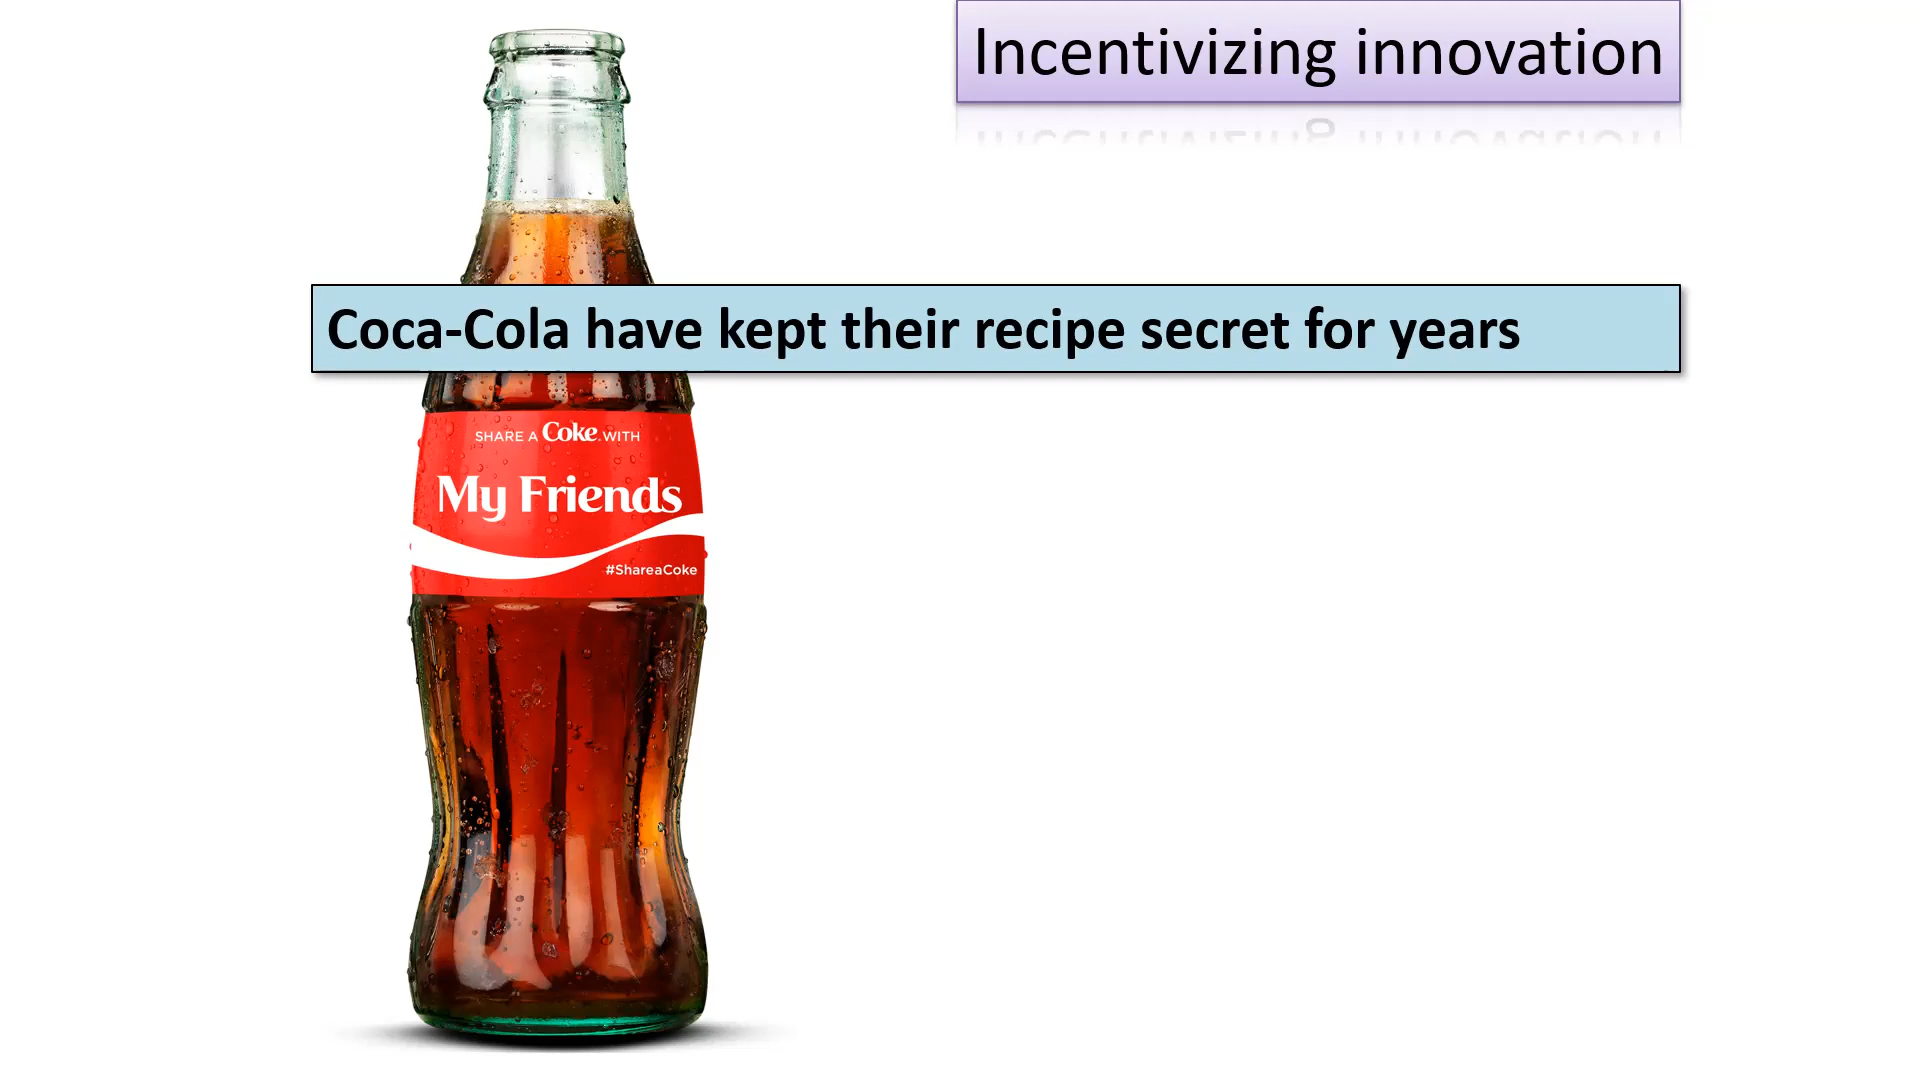 Incentivizing innovation
Coca-Cola have kept their recipe secret for years
SHARE A Coke WITH
My Friends
#ShareaCoke